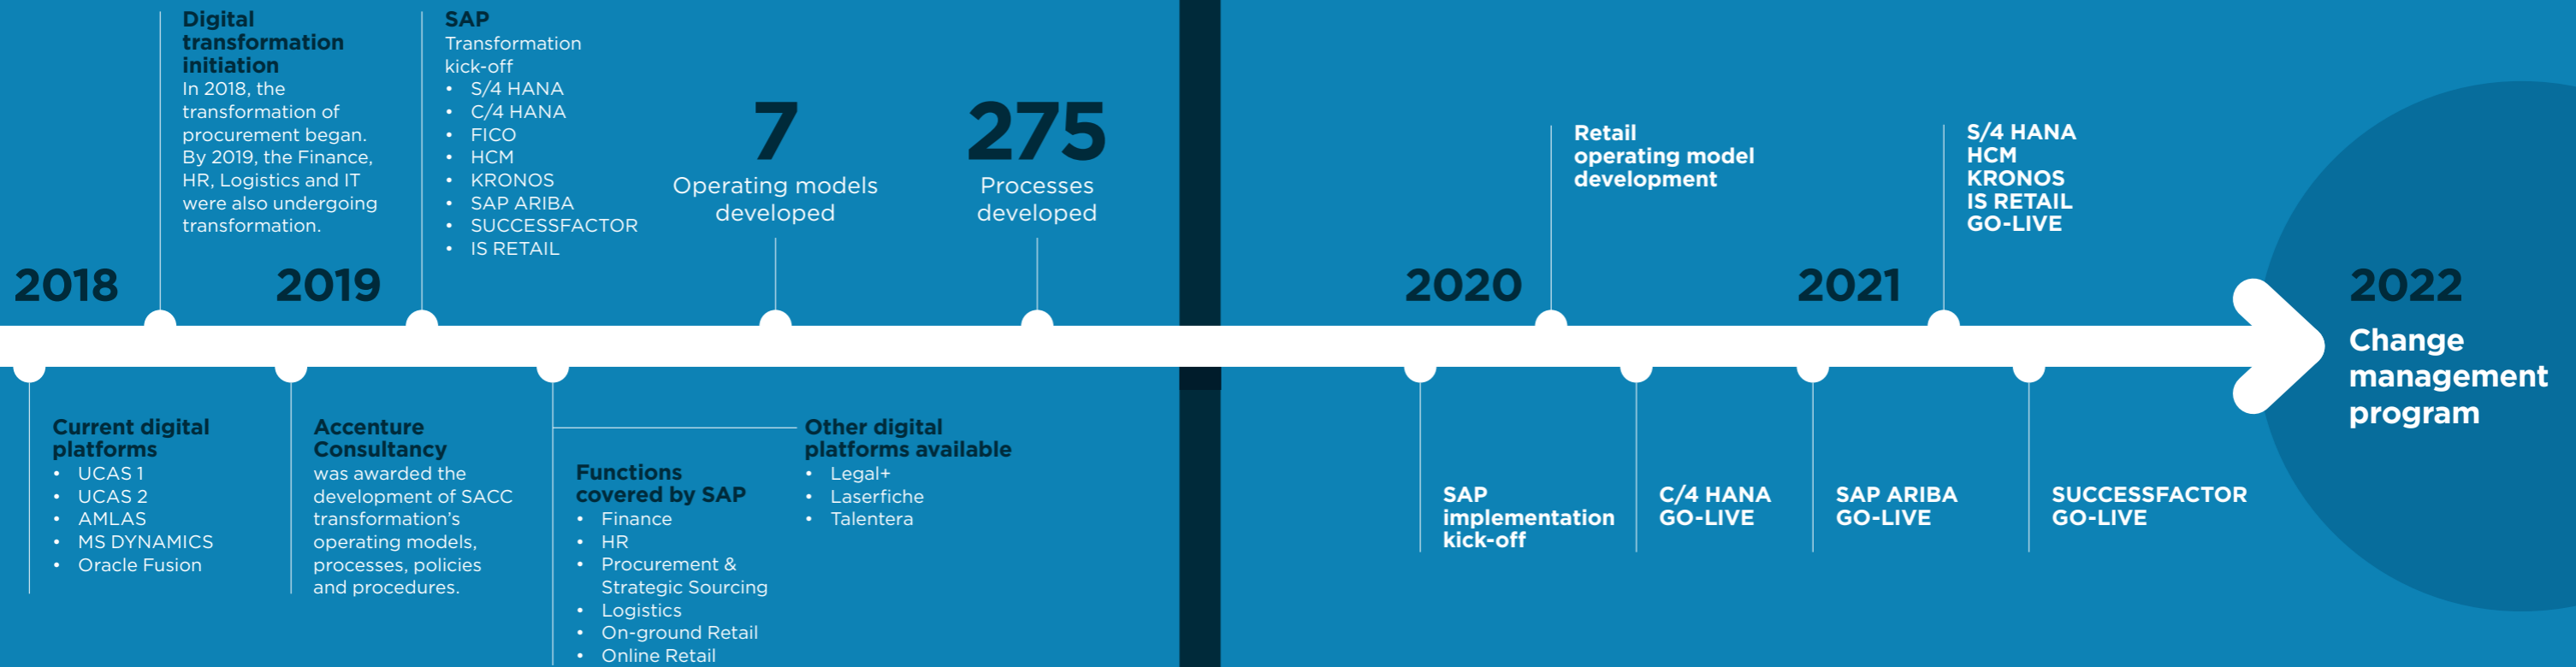 2018
Current digital
platforms
• UCAS 1
• UCAS 2
• AMLAS
• MS DYNAMICS
• Oracle Fusion
Digital
transformation
initiation
In 2018, the
transformation of
procurement began.
By 2019, the Finance,
HR, Logistics and IT
were also undergoing
transformation.
2019
Accenture
Consultancy
was awarded the
development of SACC
transformation’s
operating models,
processes, policies
and procedures.
SAP
Transformation
kick-off
• S/4 HANA
• C/4 HANA
• FICO
• HCM
• KRONOS
• SAP ARIBA
• SUCCESSFACTOR
• IS RETAIL
Functions
covered by SAP
• Finance
• HR
• Procurement &
Strategic Sourcing
• Logistics
• On-ground Retail
• Online Retail
Other digital
platforms available
• Legal+
• Laserfiche
• Talentera
7
Operating models
developed
275
Processes
developed
2020
SAP
implementation
kick-off
Retail
operating model
development
C/4 HANA
GO-LIVE
2021
SAP ARIBA
GO-LIVE
S/4 HANA
HCM
KRONOS
IS RETAIL
GO-LIVE
SUCCESSFACTOR
GO-LIVE
2022
Change
management
program